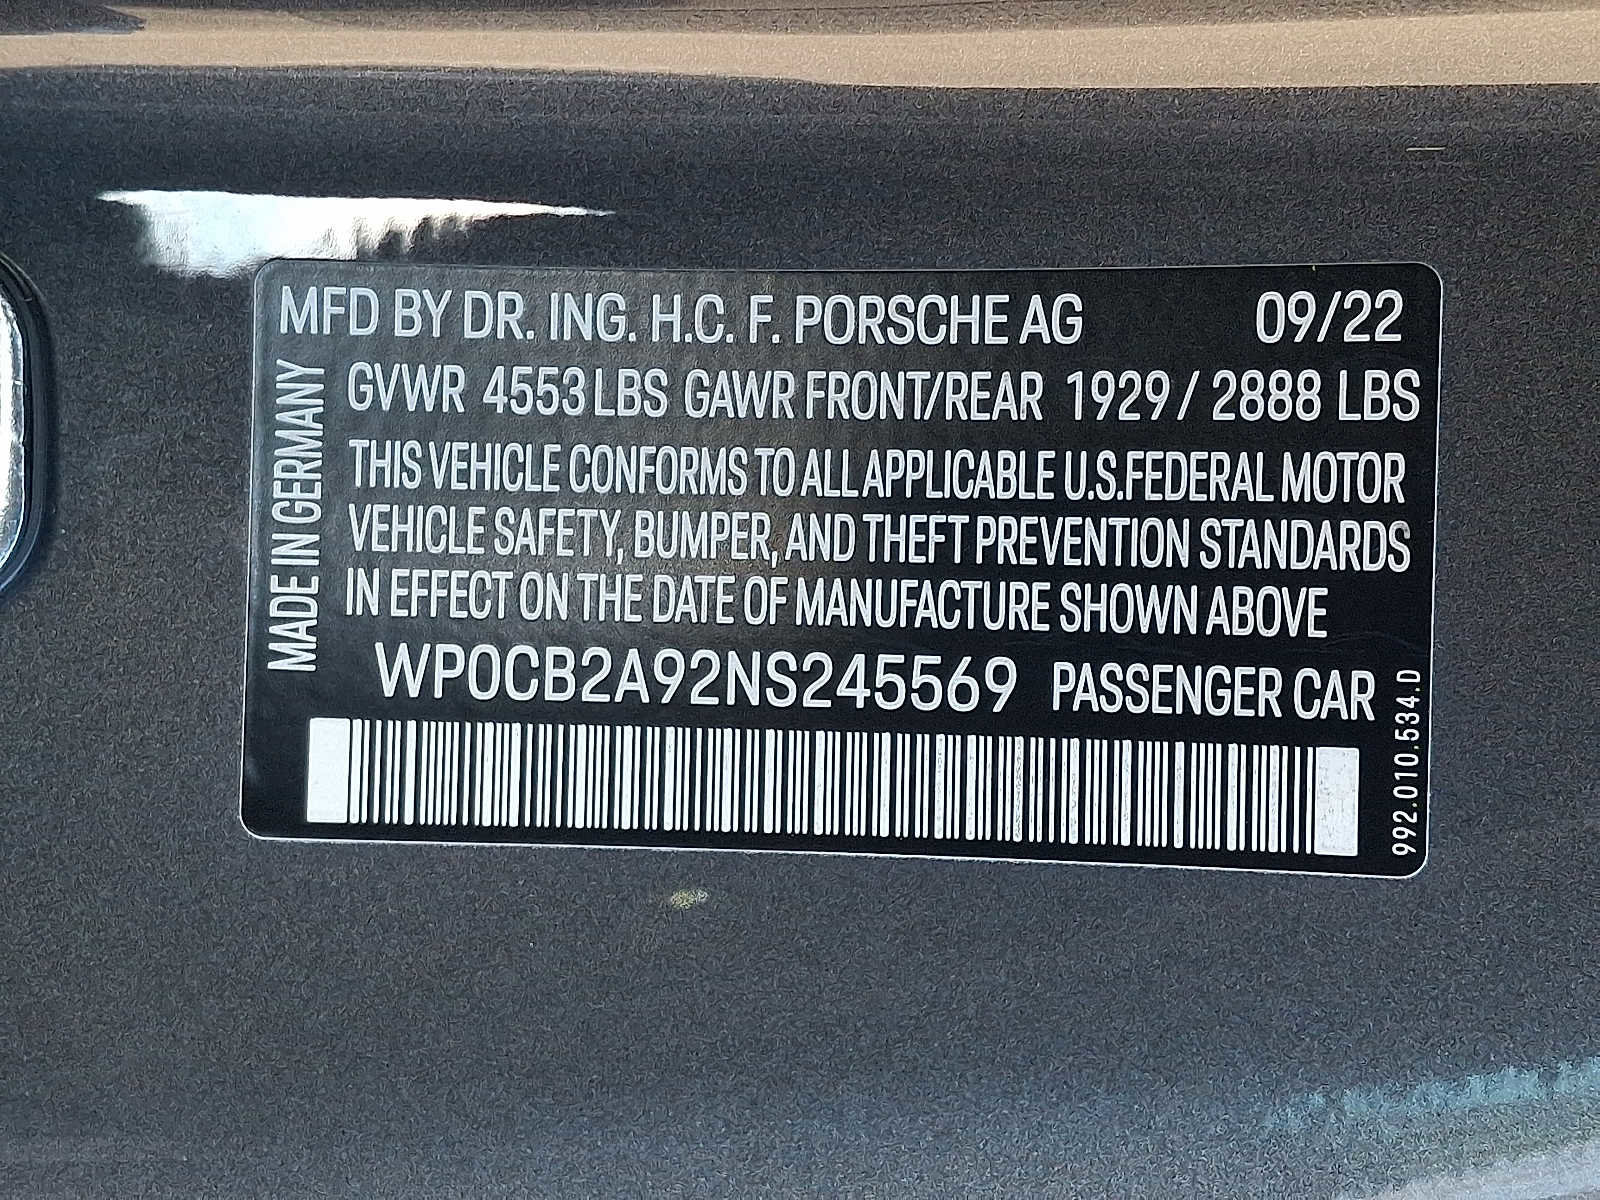 MFD BY DR. ING. H.C. F. PORSCHE AG 09/22
GVWR 4553 LBS GAWR FRONT/REAR 1929 / 2888 LBS
THIS VEHICLE CONFORMS TO ALL APPLICABLE U.S.FEDERAL MOTOR
VEHICLE SAFETY, BUMPER, AND THEFT PREVENTION STANDARDS
IN EFFECT ON THE DATE OF MANUFACTURE SHOWN ABOVE
WP0CB2A92NS245569 PASSENGER CAR
MADE IN GERMANY
992.010.534.D